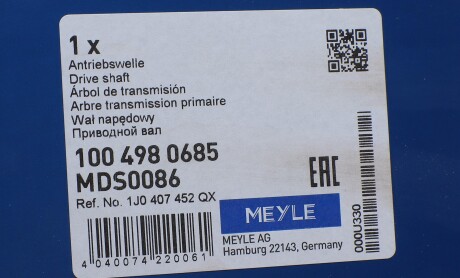 1 x
Antriebswelle
Drive shaft
Árbol de transmisión
Arbre transmission primaire
Wał napędowy
Приводной вал
100 498 0685
MDS0086
Ref. No. 1J0 407 452 QX
EAC
MEYLE
MEYLE AG
Hamburg 22143, Germany
4 040074 220061
000U330